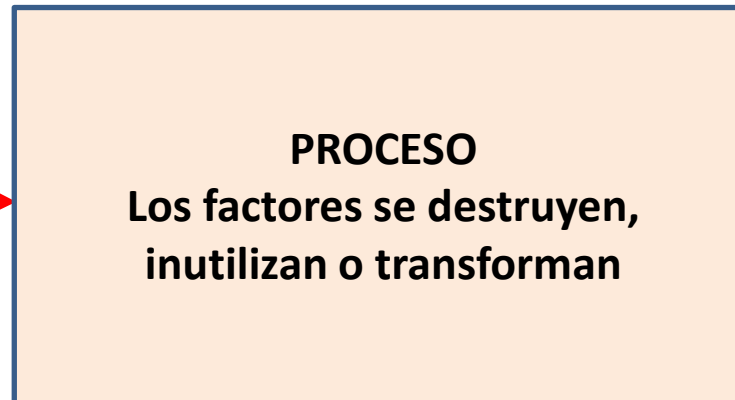 PROCESO
Los factores se destruyen,
inutilizan o transforman